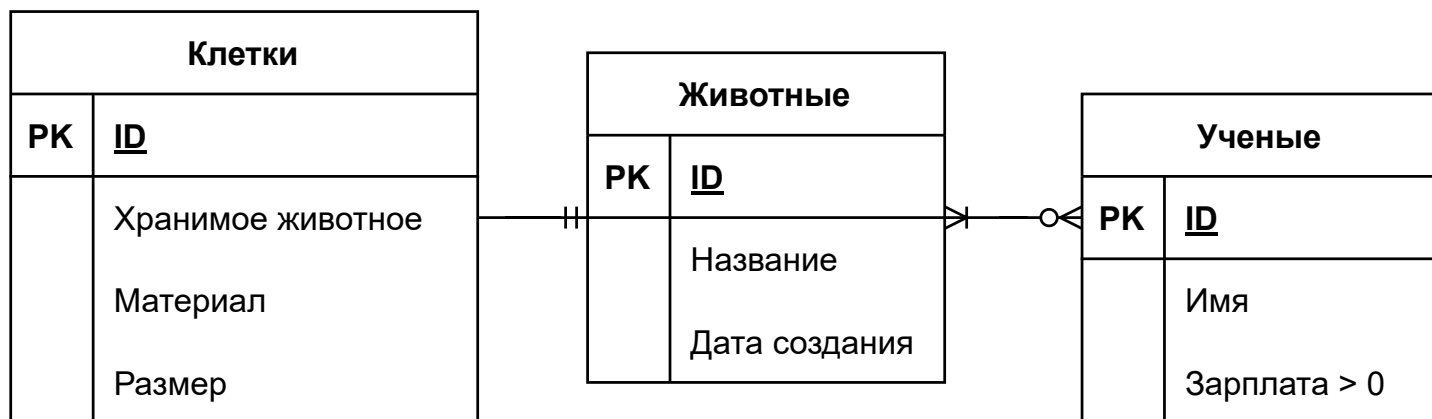 Клетки
PK ID
Хранимое животное
Материал
Размер
Животные
PK ID
Название
Дата создания
Ученые
PK ID
Имя
Зарплата > 0